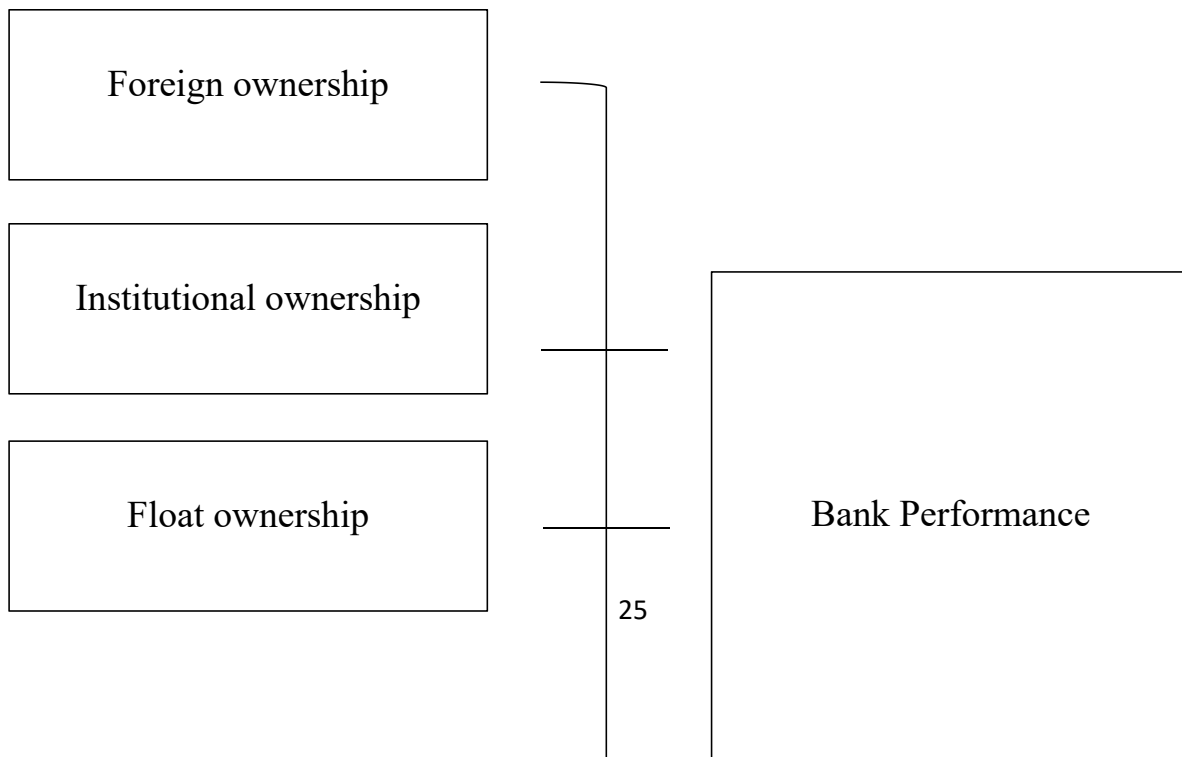 Foreign ownership
Institutional ownership
Float ownership
Bank Performance
25